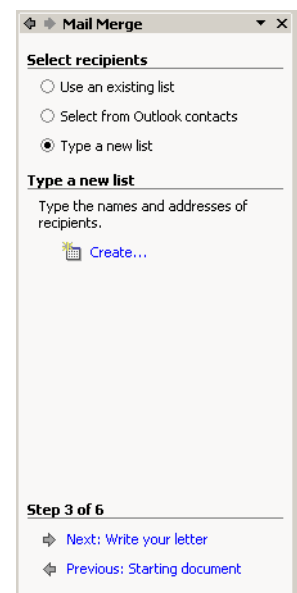 Mail Merge
Select recipients
Use an existing list
Select from Outlook contacts
Type a new list
Type a new list
Type the names and addresses of
recipients.
Create...
Step 3 of 6
Next: Write your letter
Previous: Starting document